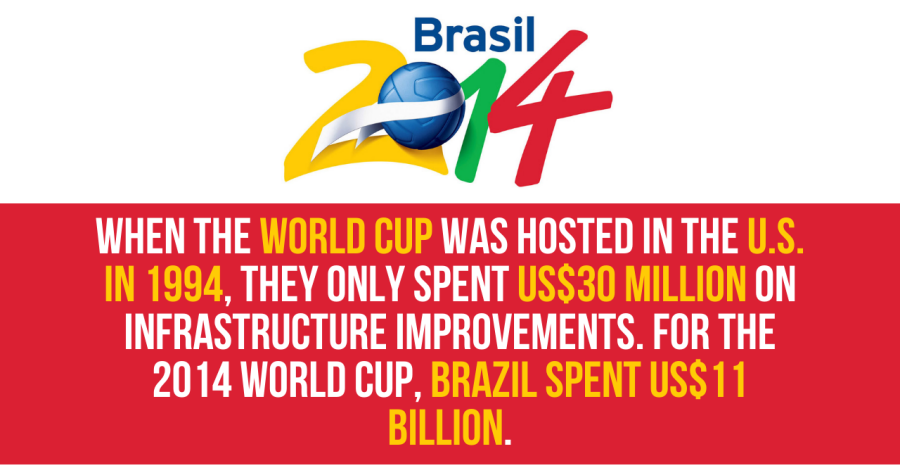 Brasil
2014
WHEN THE WORLD CUP WAS HOSTED IN THE U.S.
IN 1994, THEY ONLY SPENT US$30 MILLION ON
INFRASTRUCTURE IMPROVEMENTS. FOR THE
2014 WORLD CUP, BRAZIL SPENT US$11
BILLION.